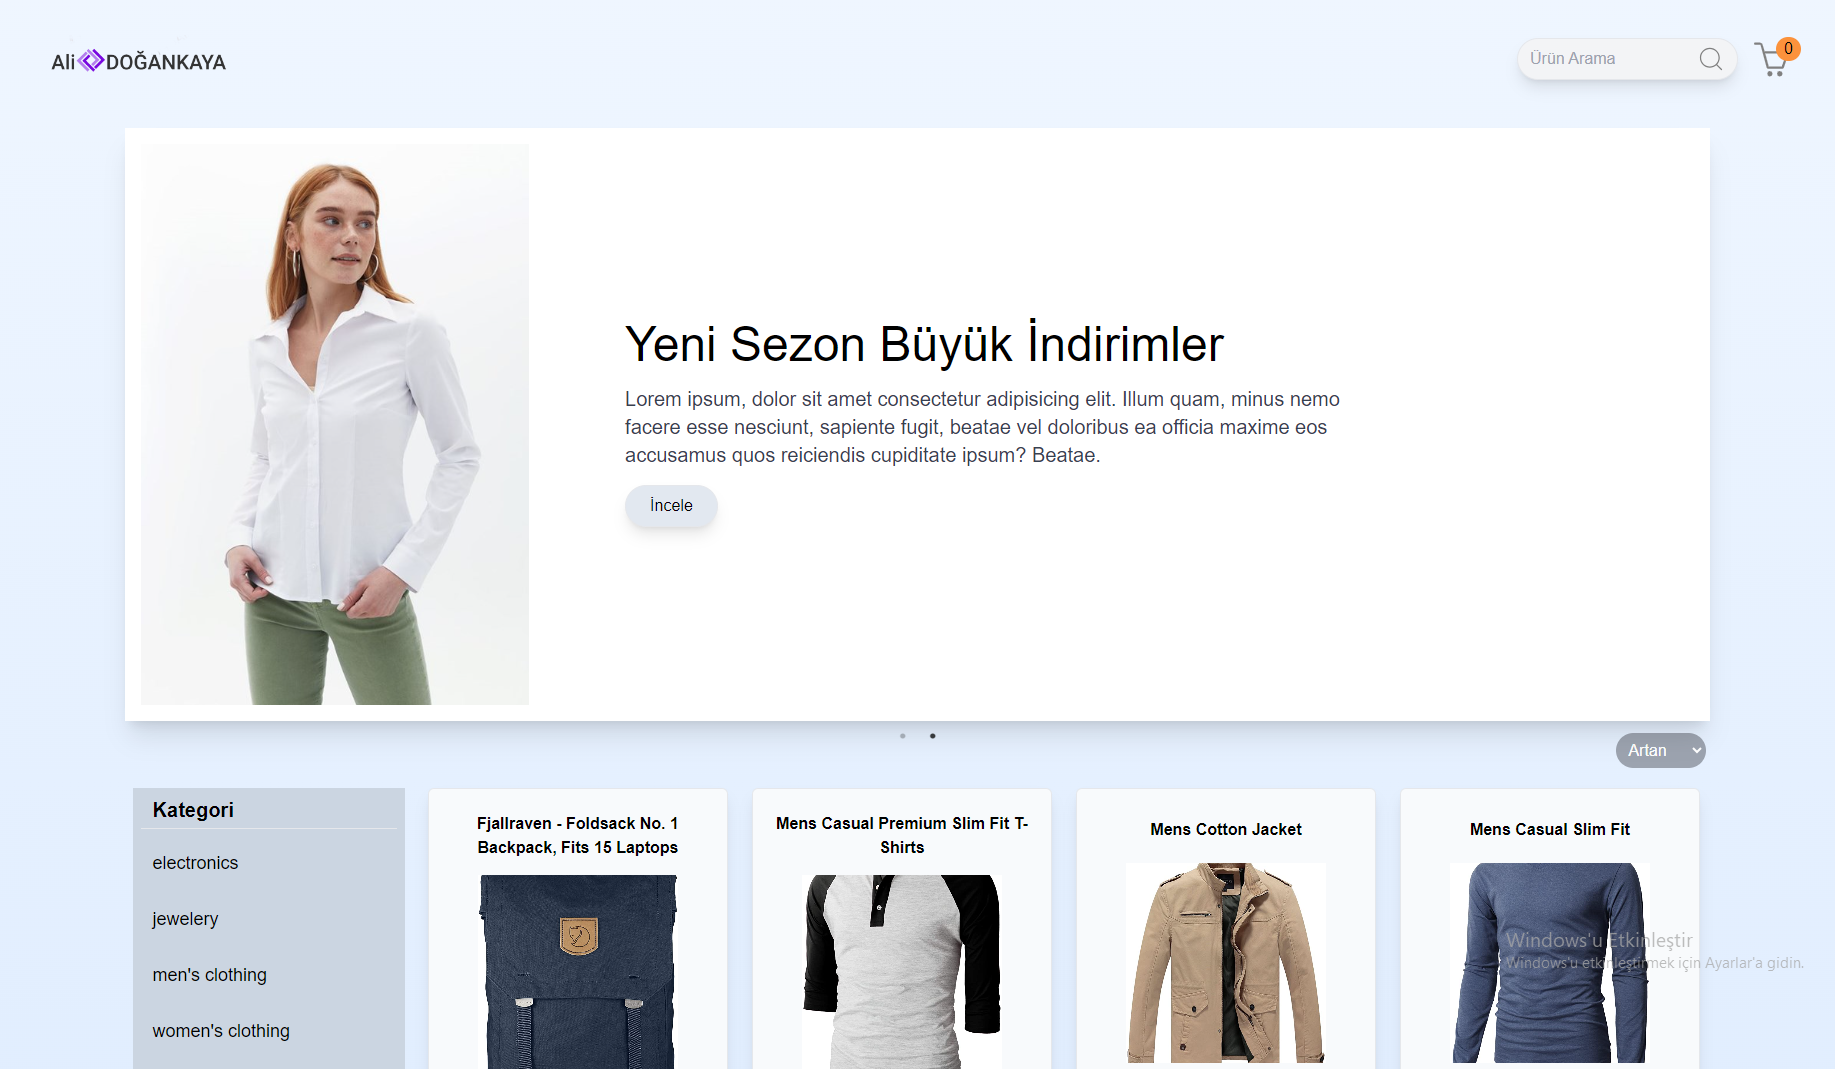 Ali DOĞANKAYA
Ürün Arama
0
Yeni Sezon Büyük İndirimler
Lorem ipsum, dolor sit amet consectetur adipisicing elit. Illum quam, minus nemo
facere esse nesciunt, sapiente fugit, beatae vel doloribus ea officia maxime eos
accusamus quos reiciendis cupiditate ipsum? Beatae.
İncele
Artan
Kategori
electronics
jewelery
men's clothing
women's clothing
Fjallraven - Foldsack No. 1
Backpack, Fits 15 Laptops
Mens Casual Premium Slim Fit T-
Shirts
Mens Cotton Jacket
Mens Casual Slim Fit
Windows'u Etkinleştir
Windows'u etkinleştirmek için Ayarlar'a gidin.